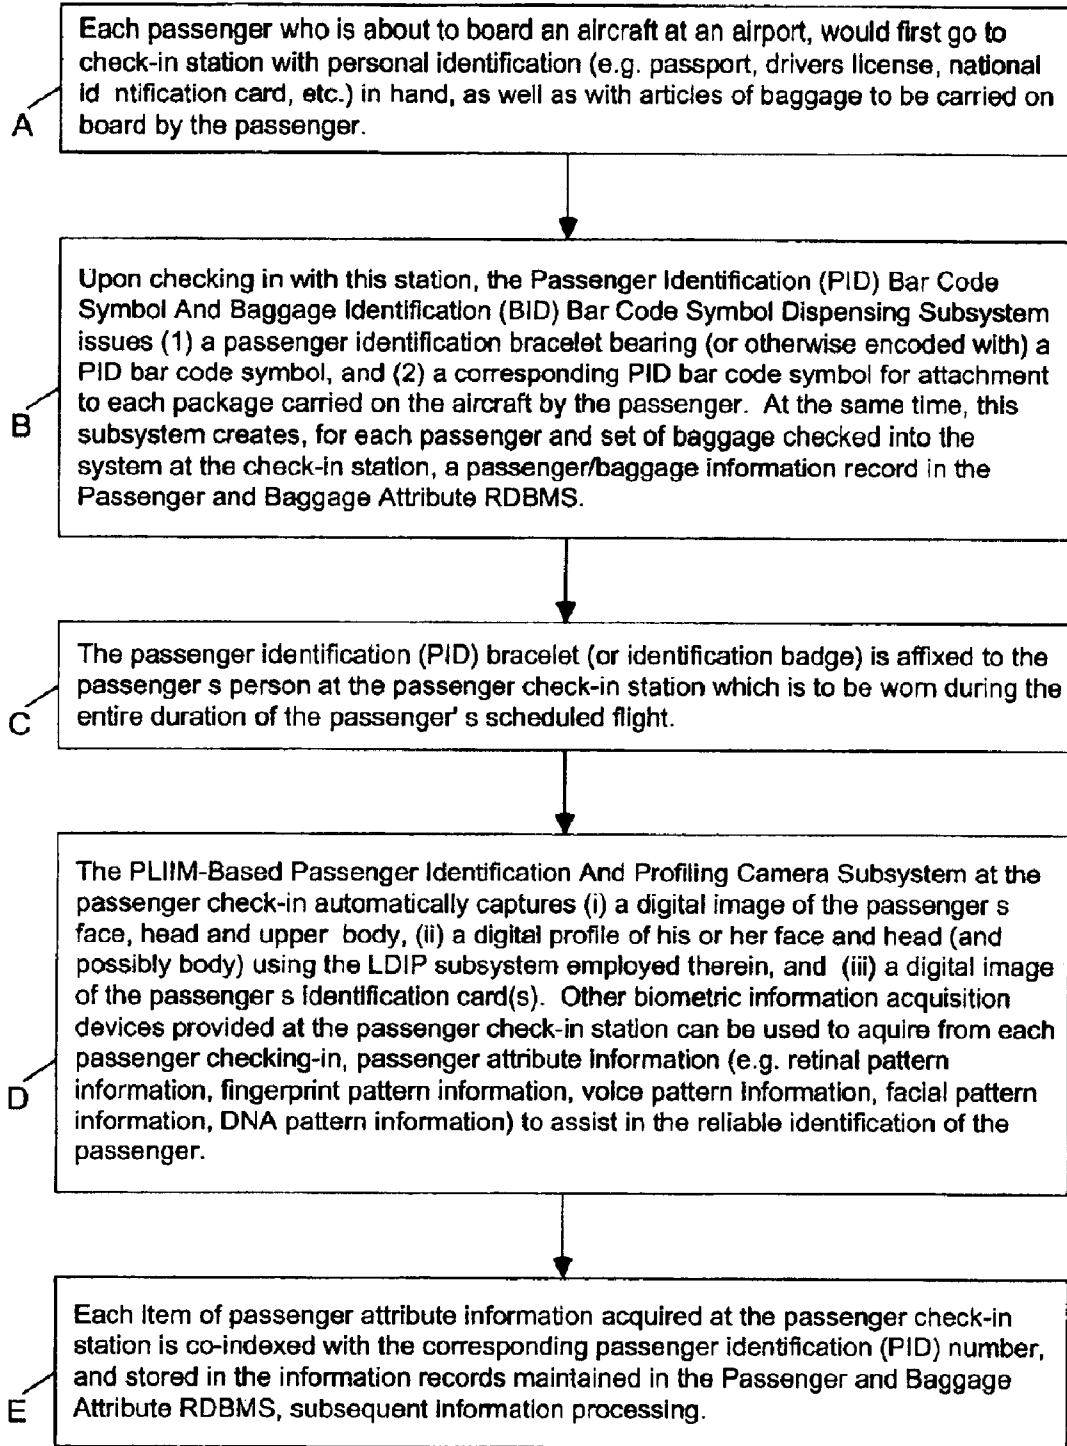 Each passenger who is about to board an aircraft at an airport, would first go to
check-in station with personal identification (e.g. passport, drivers license, national
id ntification card, etc.) in hand, as well as with articles of baggage to be carried on
board by the passenger.
A
Upon checking in with this station, the Passenger Identification (PID) Bar Code
Symbol And Baggage Identification (BID) Bar Code Symbol Dispensing Subsystem
issues (1) a passenger identification bracelet bearing (or otherwise encoded with) a
PID bar code symbol, and (2) a corresponding PID bar code symbol for attachment
to each package carried on the aircraft by the passenger. At the same time, this
subsystem creates, for each passenger and set of baggage checked into the
system at the check-in station, a passenger/baggage information record in the
Passenger and Baggage Attribute RDBMS.
B
The passenger identification (PID) bracelet (or identification badge) is affixed to the
passenger s person at the passenger check-in station which is to be worn during the
entire duration of the passenger' s scheduled flight.
C
The PLIIM-Based Passenger Identification And Profiling Camera Subsystem at the
passenger check-in automatically captures (i) a digital image of the passenger s
face, head and upper body, (ii) a digital profile of his or her face and head (and
possibly body) using the LDIP subsystem employed therein, and (iii) a digital image
of the passenger s identification card(s). Other biometric information acquisition
devices provided at the passenger check-in station can be used to aquire from each
passenger checking-in, passenger attribute information (e.g. retinal pattern
information, fingerprint pattern information, voice pattern information, facial pattern
information, DNA pattern information) to assist in the reliable identification of the
passenger.
D
Each item of passenger attribute information acquired at the passenger check-in
station is co-indexed with the corresponding passenger identification (PID) number,
and stored in the information records maintained in the Passenger and Baggage
Attribute RDBMS, subsequent information processing.
E